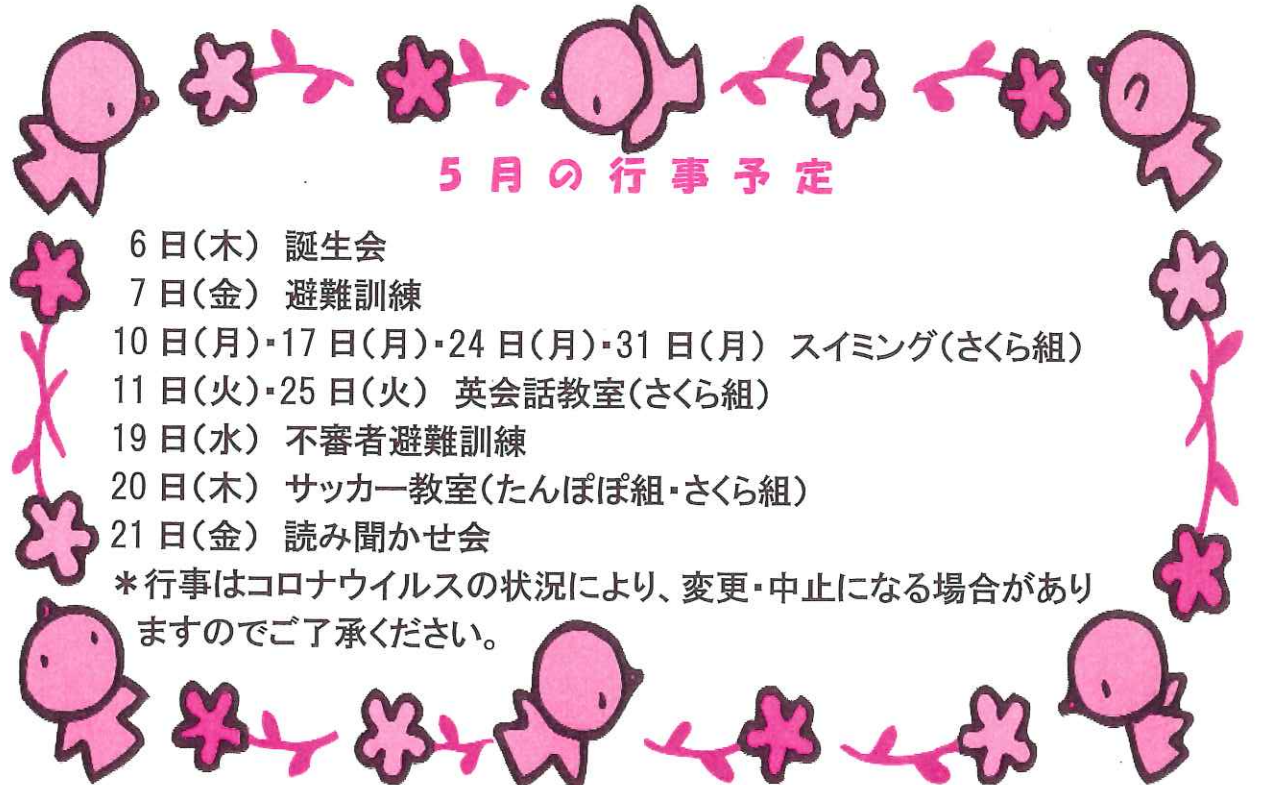 5月の行事予定
6日(木) 誕生会
7日(金) 避難訓練
10日(月)・17日(月)・24日(月)・31日(月) スイミング(さくら組)
11日(火)・25日(火) 英会話教室(さくら組)
19日(水) 不審者避難訓練
20日(木) サッカー教室(たんぽぽ組・さくら組)
21日(金) 読み聞かせ会
＊行事はコロナウイルスの状況により、変更・中止になる場合があり
ますのでご了承ください。